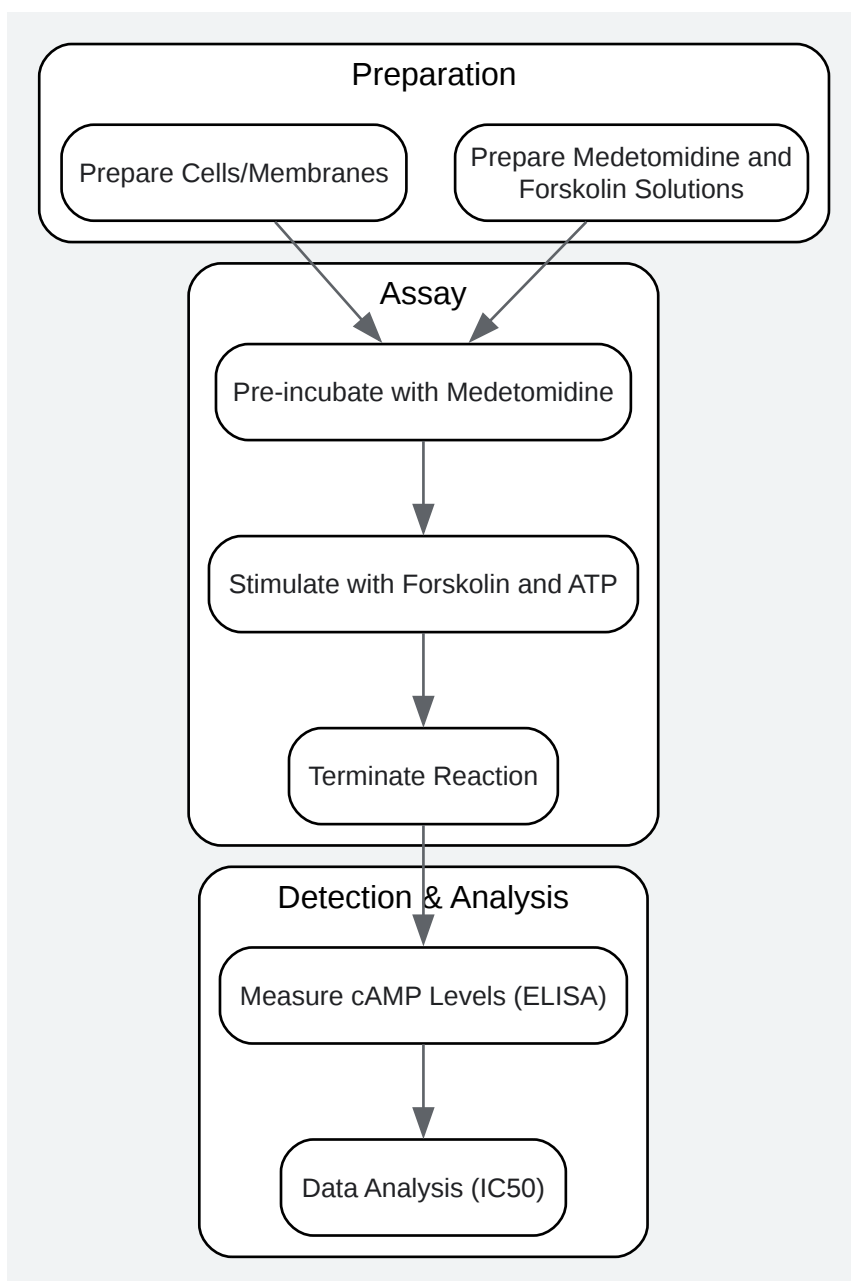 Preparation
Prepare Cells/Membranes
Prepare Medetomidine and
Forskolin Solutions
Assay
Pre-incubate with Medetomidine
Stimulate with Forskolin and ATP
Terminate Reaction
Detection & Analysis
Measure cAMP Levels (ELISA)
Data Analysis (IC50)